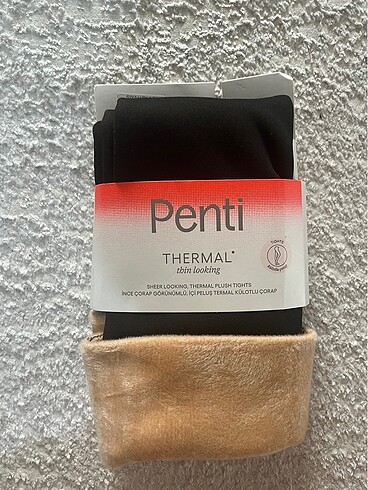 Penti
THERMAL*
thin looking
SHEER LOOKING, THERMAL PLUSH TIGHTS
İNCE ÇORAP GÖRÜNÜMLÜ, İÇİ PELUŞ TERMAL KÜLOTLU ÇORAP
TIGHTS